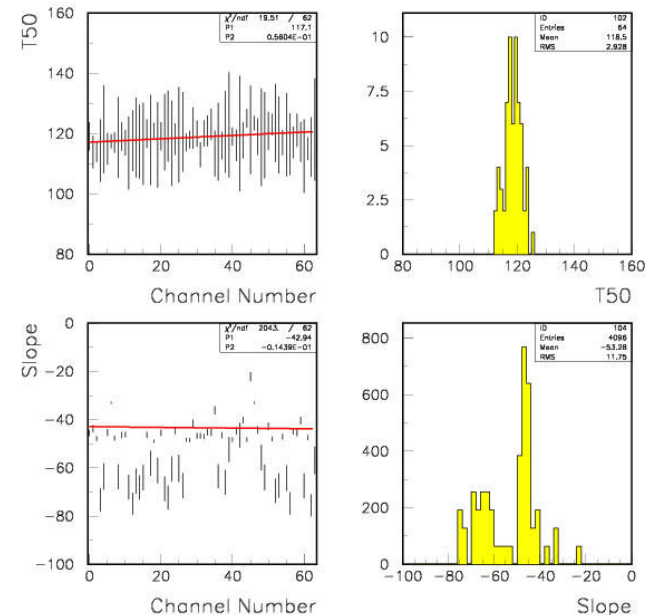 T50
χ²/ndf 19.51 / 62
P1 117.1
P2 0.5604E-01
160
140
120
100
80
0 20 40 60
Channel Number
ID 102
Entries 64
Mean 118.5
RMS 2.928
10
7.5
5
2.5
0
80 100 120 140 160
T50
Slope
χ²/ndf 2043. / 62
P1 -42.94
P2 -0.1439E-01
0
-20
-40
-60
-80
-100
0 20 40 60
Channel Number
ID 104
Entries 4096
Mean -53.28
RMS 11.75
800
600
400
200
0
-100 -80 -60 -40 -20 0
Slope